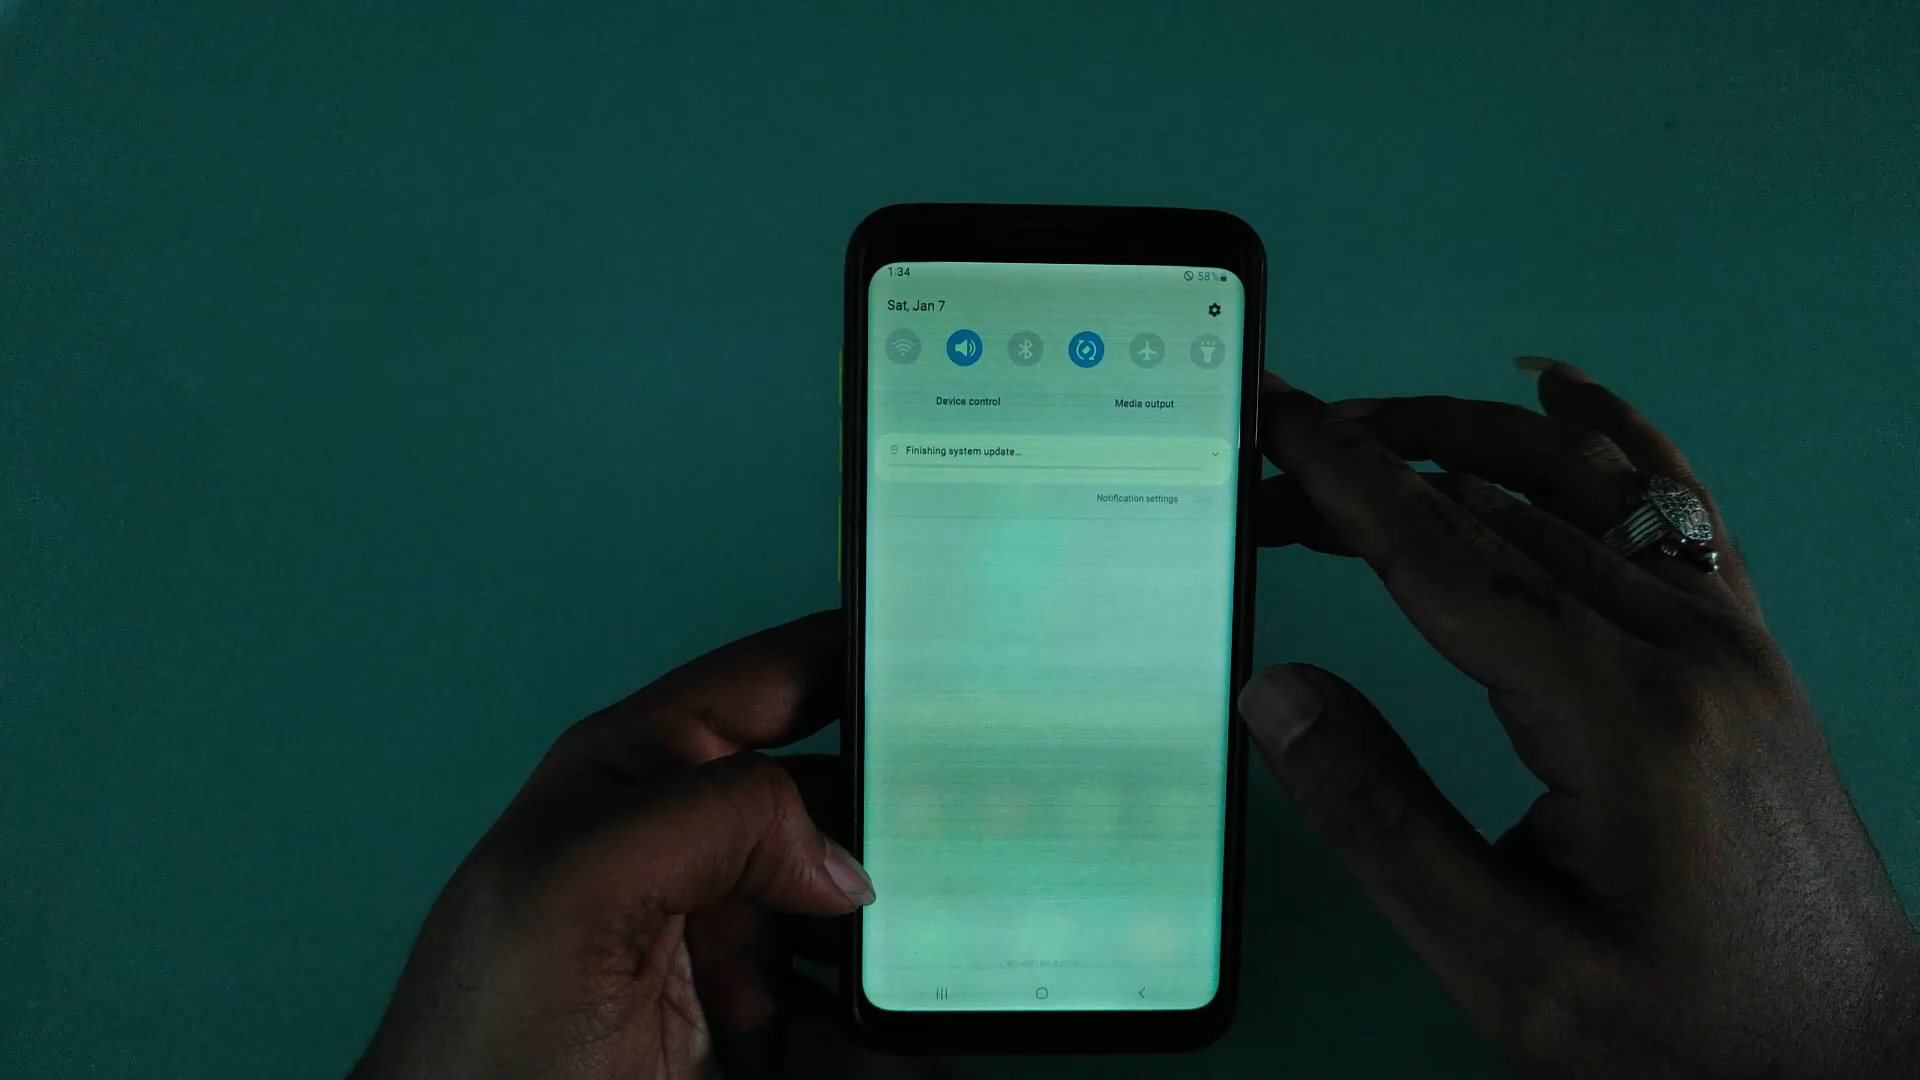 1:34
58%
Sat, Jan 7
Device control
Media output
Finishing system update...
Notification settings